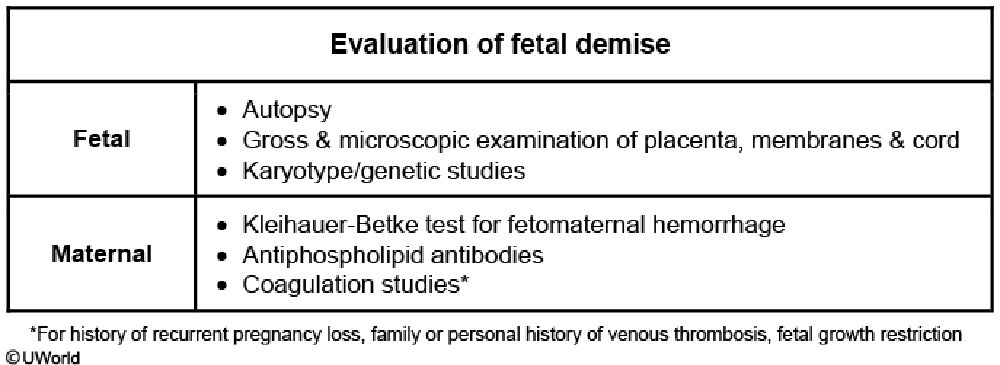 Evaluation of fetal demise
Fetal
• Autopsy
• Gross & microscopic examination of placenta, membranes & cord
• Karyotype/genetic studies
Maternal
• Kleihauer-Betke test for fetomaternal hemorrhage
• Antiphospholipid antibodies
• Coagulation studies*
*For history of recurrent pregnancy loss, family or personal history of venous thrombosis, fetal growth restriction
©UWorld